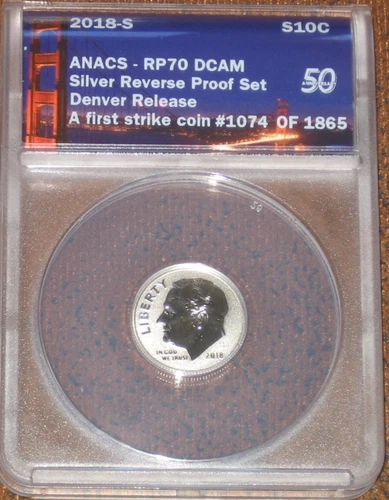 2018-S S10C
ANACS - RP70 DCAM
Silver Reverse Proof Set
50
ANNIVERSARY
Denver Release
A first strike coin #1074 OF 1865
LIBERTY
IN GOD
WE TRUST
2018